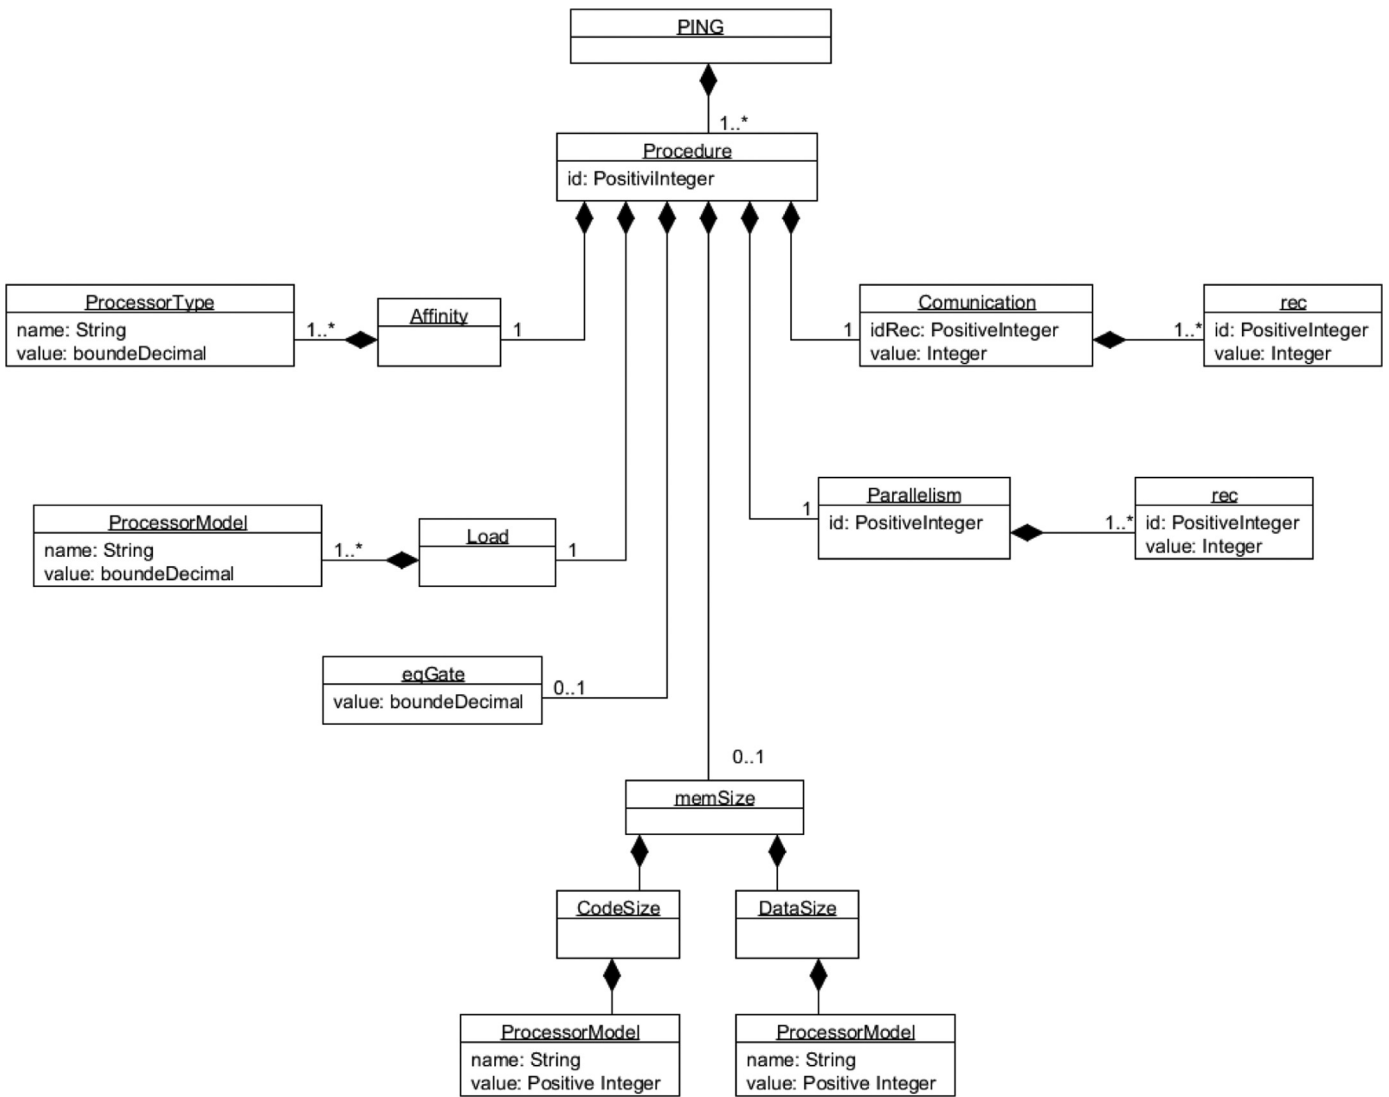 PING
1..*
Procedure
id: PositiviInteger
ProcessorType
name: String
value: boundeDecimal
1..*
Affinity
1
1
Comunication
idRec: PositiveInteger
value: Integer
1..*
rec
id: PositiveInteger
value: Integer
ProcessorModel
name: String
value: boundeDecimal
1..*
Load
1
1
Parallelism
id: PositiveInteger
1..*
rec
id: PositiveInteger
value: Integer
eqGate
value: boundeDecimal
0..1
0..1
memSize
CodeSize
DataSize
ProcessorModel
name: String
value: Positive Integer
ProcessorModel
name: String
value: Positive Integer